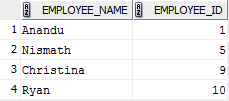 EMPLOYEE_NAME EMPLOYEE_ID
1 Anandu 1
2 Nismath 5
3 Christina 9
4 Ryan 10